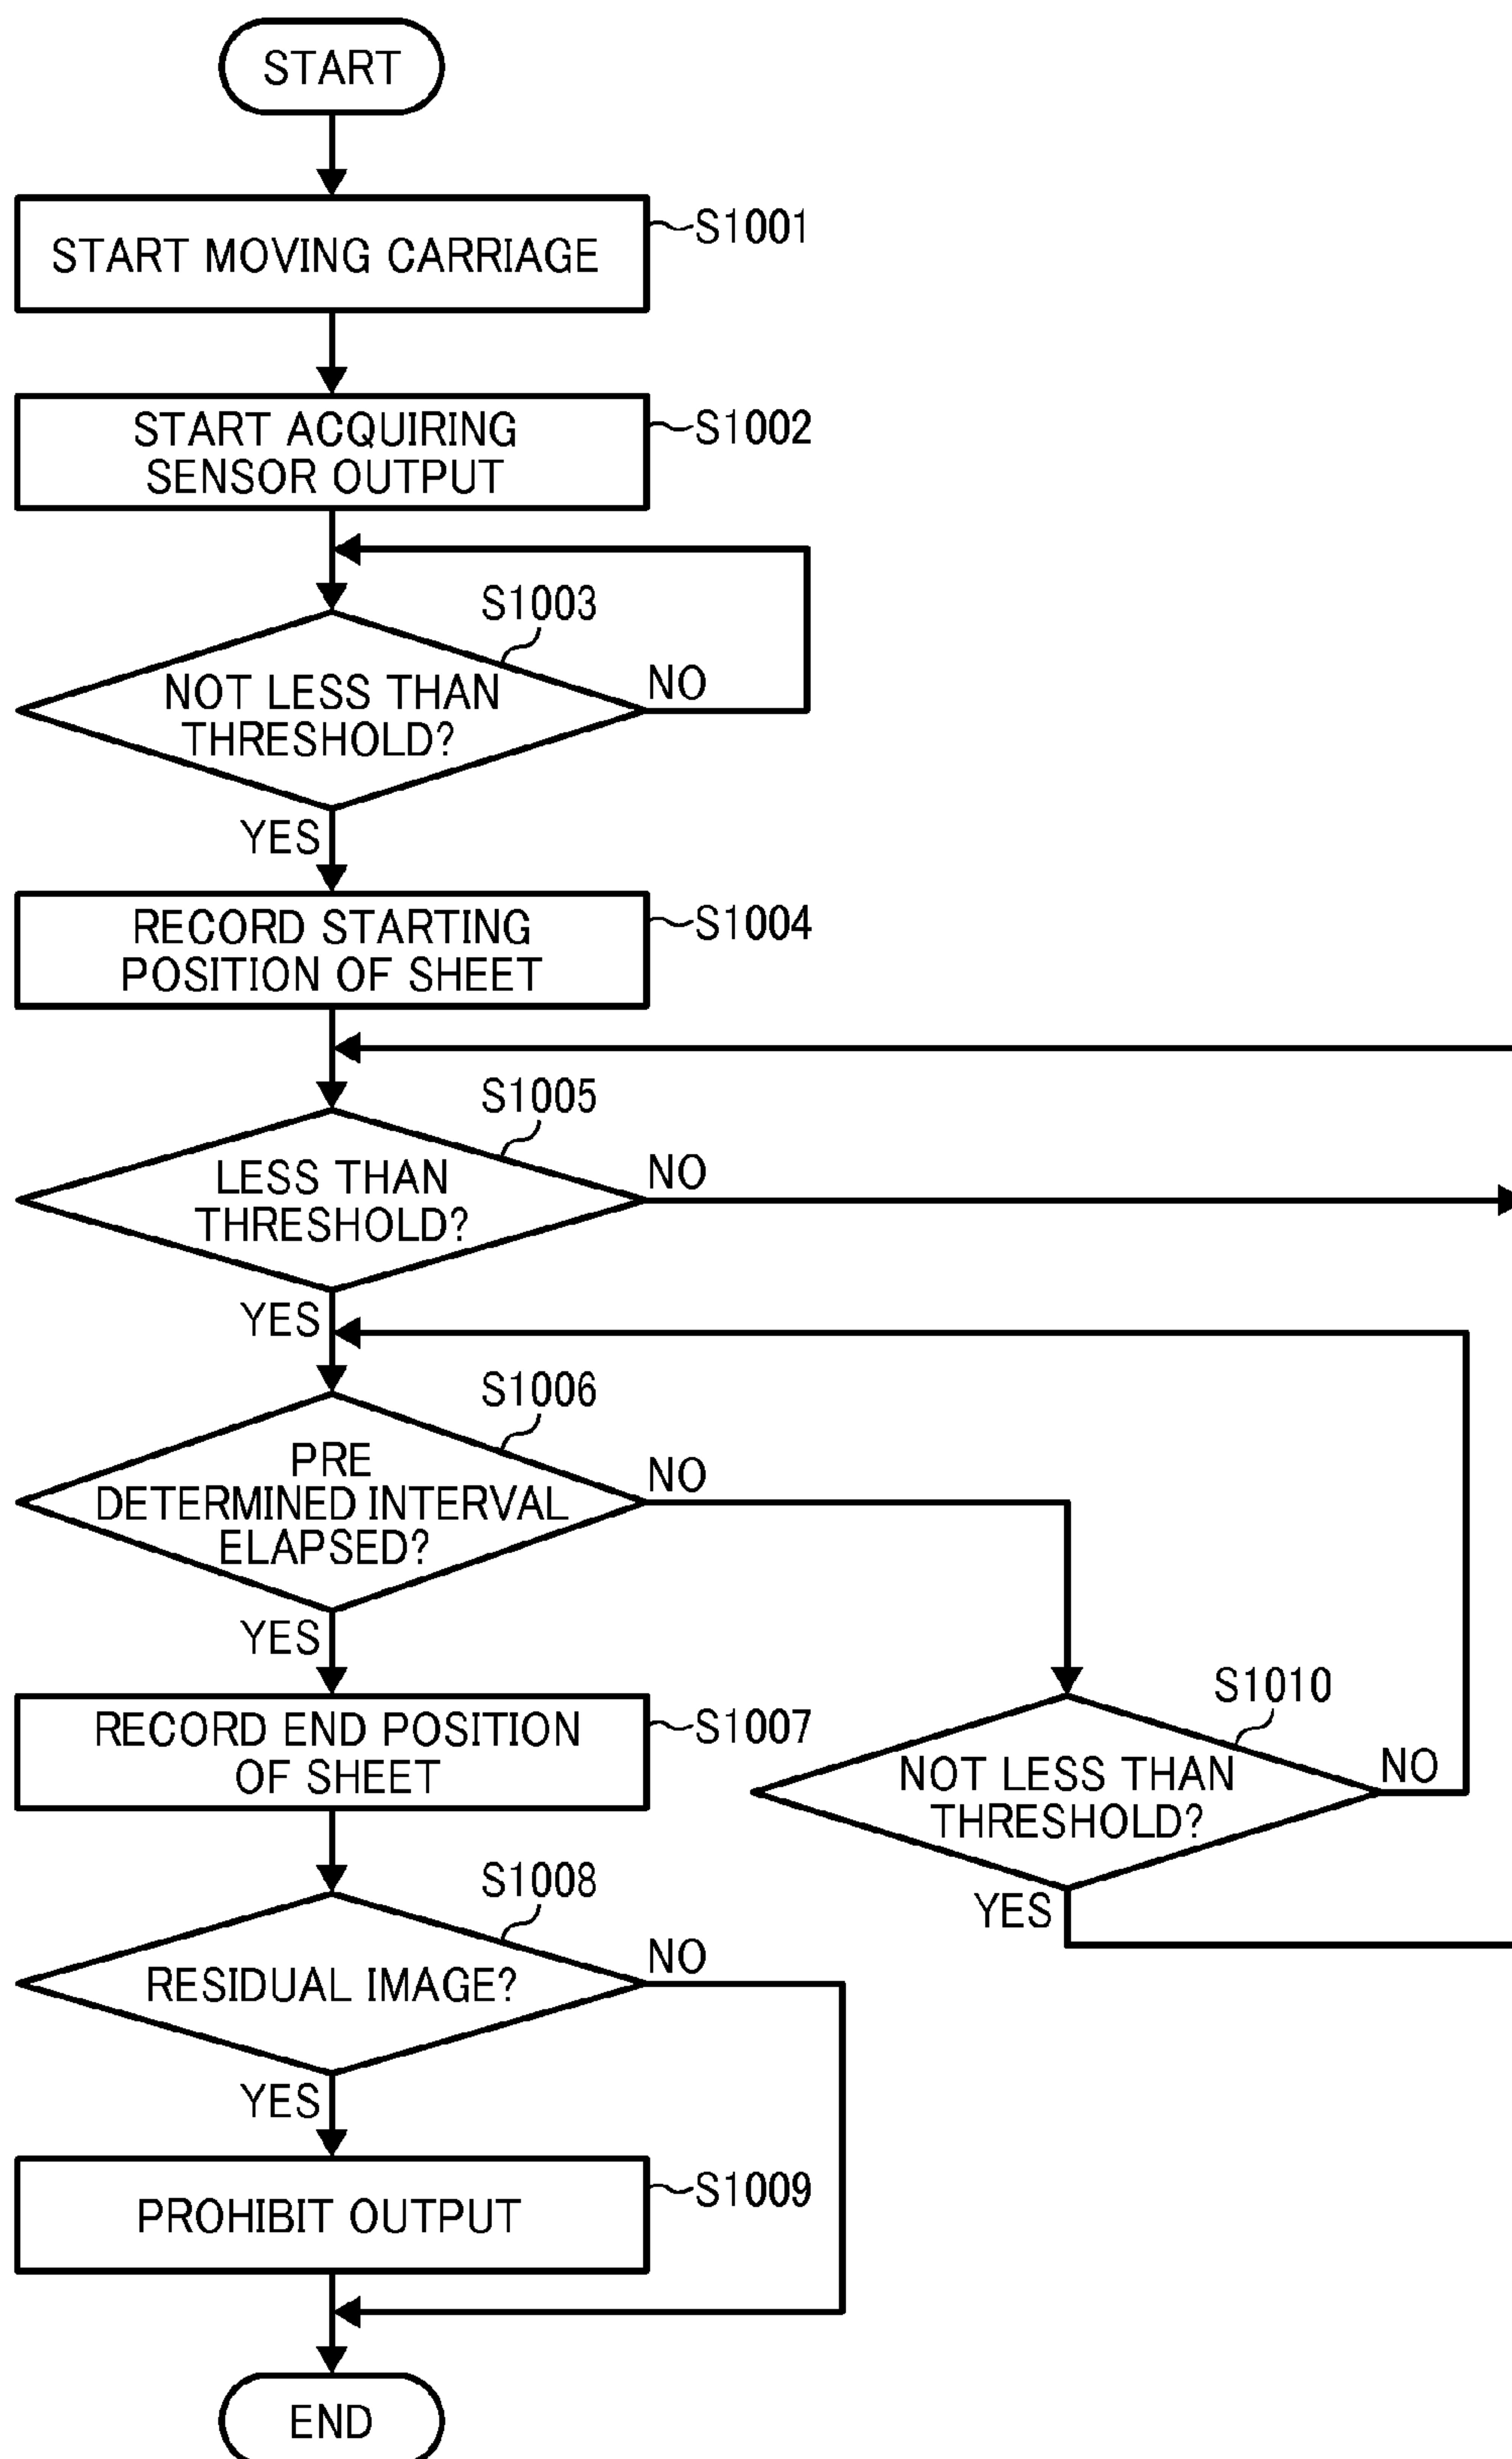 START
START MOVING CARRIAGE
S1001
START ACQUIRING
SENSOR OUTPUT
S1002
S1003
NOT LESS THAN
THRESHOLD?
NO
YES
RECORD STARTING
POSITION OF SHEET
S1004
S1005
LESS THAN
THRESHOLD?
NO
YES
S1006
PRE
DETERMINED INTERVAL
ELAPSED?
NO
YES
RECORD END POSITION
OF SHEET
S1007
S1010
NOT LESS THAN
THRESHOLD?
NO
YES
S1008
RESIDUAL IMAGE?
NO
YES
PROHIBIT OUTPUT
S1009
END